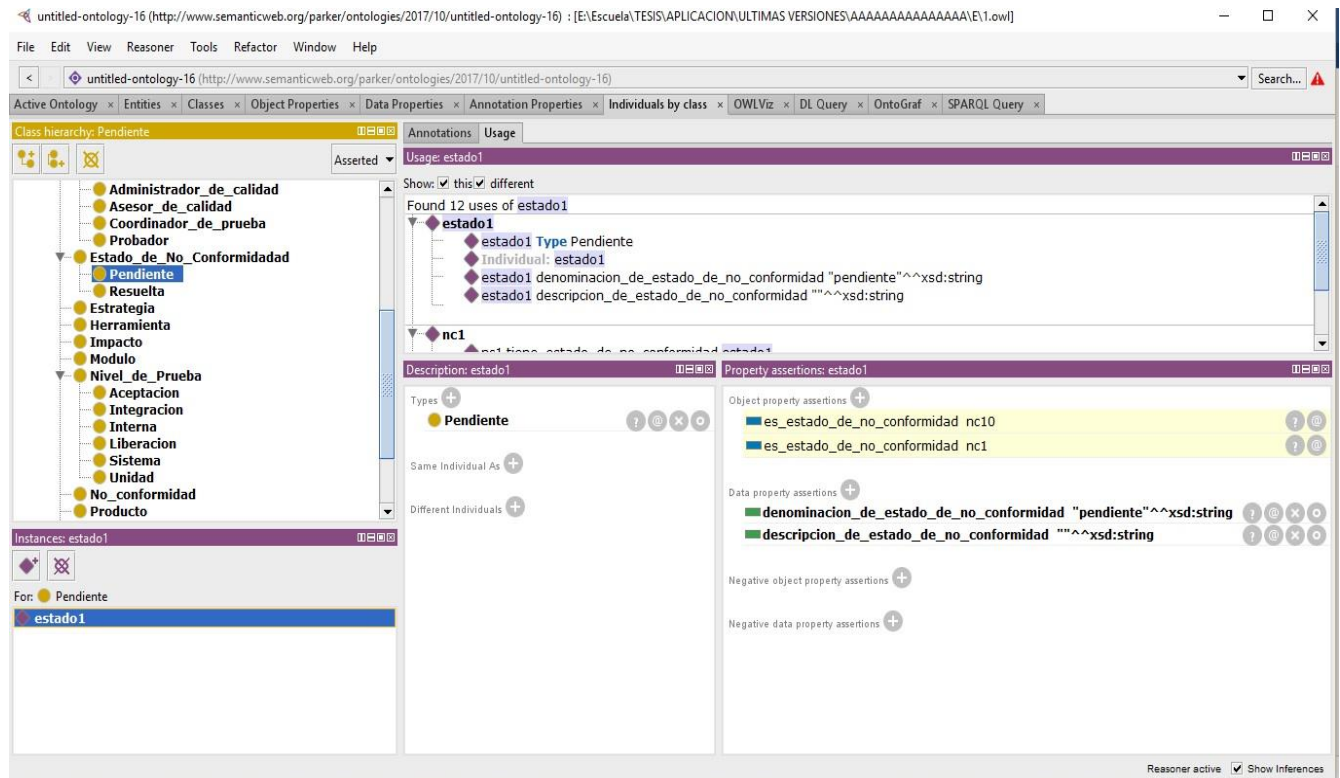 untitled-ontology-16 (http://www.semanticweb.org/parker/ontologies/2017/10/untitled-ontology-16) : [E:\Escuela\TESIS\APLICACION\ULTIMAS VERSIONES\AAAAAAAAAAAAAAA\E\1.owl]
File Edit View Reasoner Tools Refactor Window Help
< untitled-ontology-16 (http://www.semanticweb.org/parker/ontologies/2017/10/untitled-ontology-16) Search...
Active Ontology × Entities × Classes × Object Properties × Data Properties × Annotation Properties × Individuals by class × OWLViz × DL Query × OntoGraf × SPARQL Query ×
Class hierarchy: Pendiente
Asserted
Administrador_de_calidad
Asesor_de_calidad
Coordinador_de_prueba
Probador
Estado_de_No_Conformidadad
Pendiente
Resuelta
Estrategia
Herramienta
Impacto
Modulo
Nivel_de_Prueba
Aceptacion
Integracion
Interna
Liberacion
Sistema
Unidad
No_conformidad
Producto
Instances: estado1
For: Pendiente
estado1
Annotations Usage
Usage: estado1
Show: this different
Found 12 uses of estado1
estado1
estado1 Type Pendiente
Individual: estado1
estado1 denominacion_de_estado_de_no_conformidad "pendiente"^^xsd:string
estado1 descripcion_de_estado_de_no_conformidad ""^^xsd:string
nc1
nc1 tiene_estado_de_no_conformidad estado1
Description: estado1
Types
Pendiente
Same Individual As
Different Individuals
Property assertions: estado1
Object property assertions
es_estado_de_no_conformidad nc10
es_estado_de_no_conformidad nc1
Data property assertions
denominacion_de_estado_de_no_conformidad "pendiente"^^xsd:string
descripcion_de_estado_de_no_conformidad ""^^xsd:string
Negative object property assertions
Negative data property assertions
Reasoner active Show Inferences